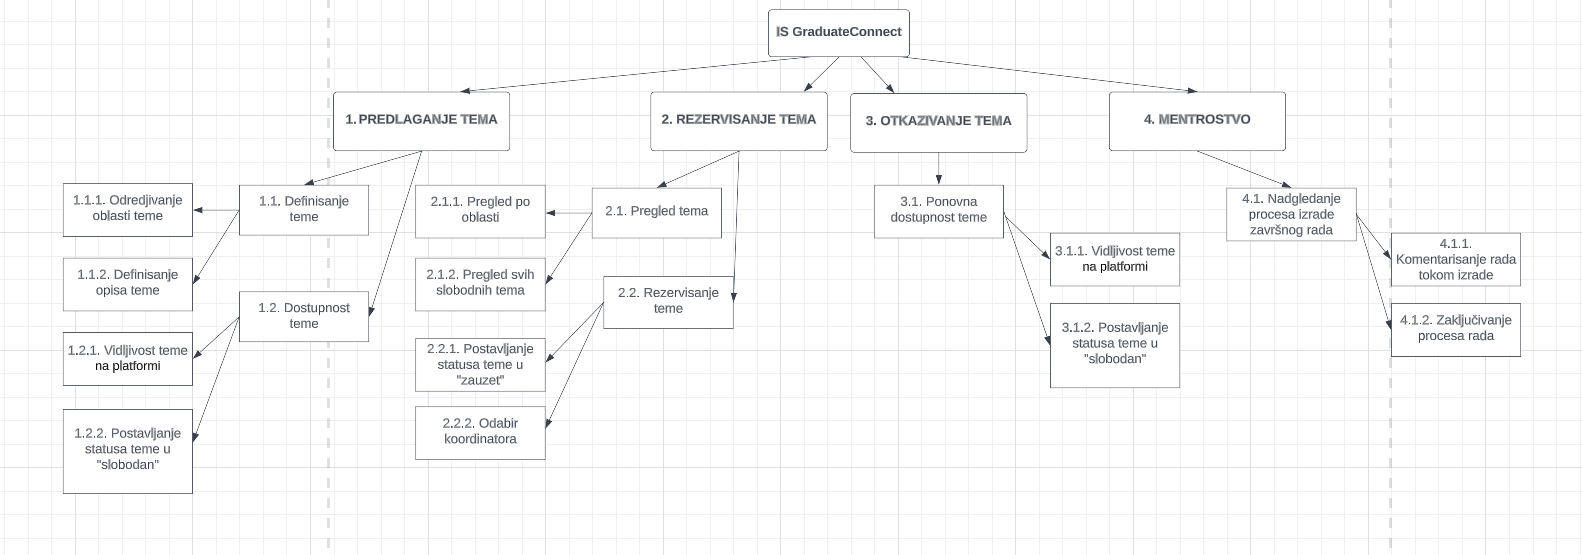 IS GraduateConnect
1. PREDLAGANJE TEMA
2. REZERVISANJE TEMA
3. OTKAZIVANJE TEMA
4. MENTROSTVO
1.1. Definisanje
teme
1.1.1. Odredjivanje
oblasti teme
1.1.2. Definisanje
opisa teme
1.2. Dostupnost
teme
1.2.1. Vidljivost teme
na platformi
1.2.2. Postavljanje
statusa teme u
"slobodan"
2.1. Pregled tema
2.1.1. Pregled po
oblasti
2.1.2. Pregled svih
slobodnih tema
2.2. Rezervisanje
teme
2.2.1. Postavljanje
statusa teme u
"zauzet"
2.2.2. Odabir
koordinatora
3.1. Ponovna
dostupnost teme
3.1.1. Vidljivost teme
na platformi
3.1.2. Postavljanje
statusa teme u
"slobodan"
4.1. Nadgledanje
procesa izrade
završnog rada
4.1.1.
Komentarisanje rada
tokom izrade
4.1.2. Zaključivanje
procesa rada